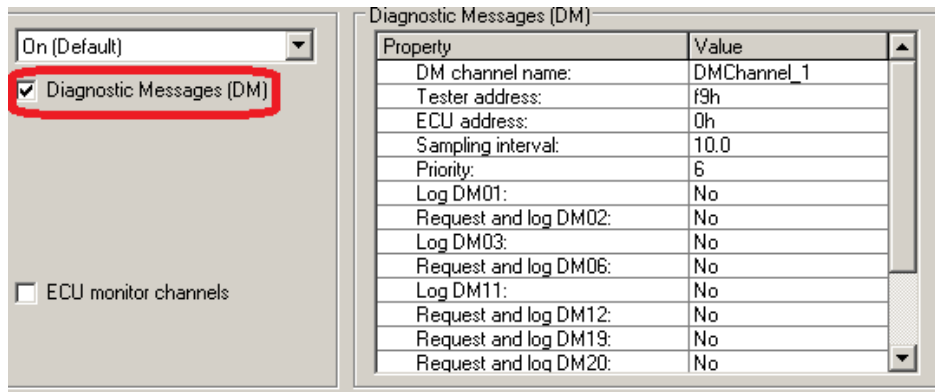 On (Default)
Diagnostic Messages (DM)
ECU monitor channels
Diagnostic Messages (DM)
Property Value
DM channel name: DMChannel_1
Tester address: f9h
ECU address: 0h
Sampling interval: 10.0
Priority: 6
Log DM01: No
Request and log DM02: No
Log DM03: No
Request and log DM06: No
Log DM11: No
Request and log DM12: No
Request and log DM19: No
Request and log DM20: No